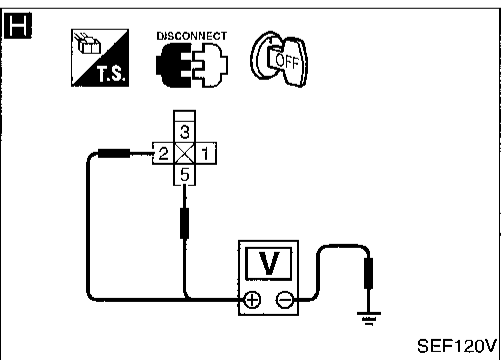 H
T.S.
DISCONNECT
OFF
3
2 1
5
V
+ −
SEF120V